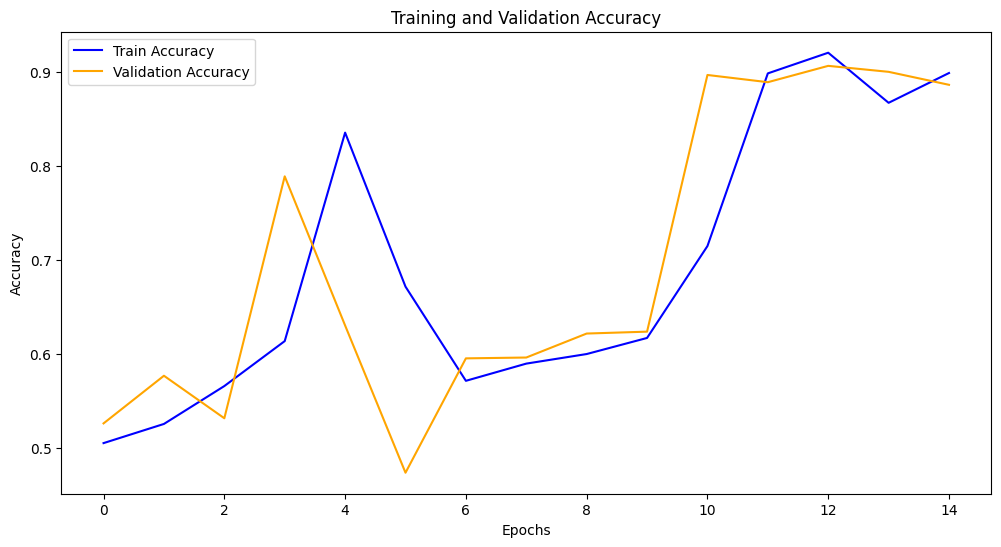 Training and Validation Accuracy
Train Accuracy
Validation Accuracy
Accuracy
0.9
0.8
0.7
0.6
0.5
0 2 4 6 8 10 12 14
Epochs